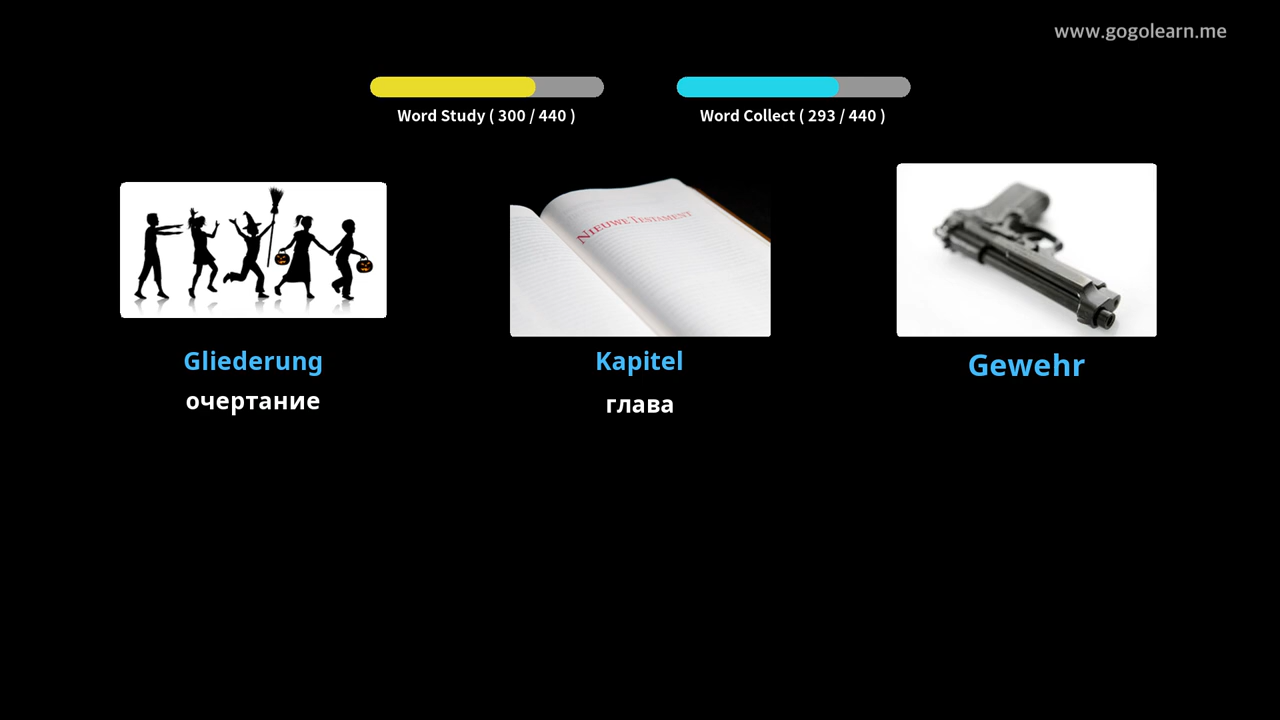 www.gogolearn.me
Word Study ( 300 / 440 )
Word Collect ( 293 / 440 )
NIEUWE TESTAMENT
Gliederung
Kapitel
Gewehr
очертание
глава